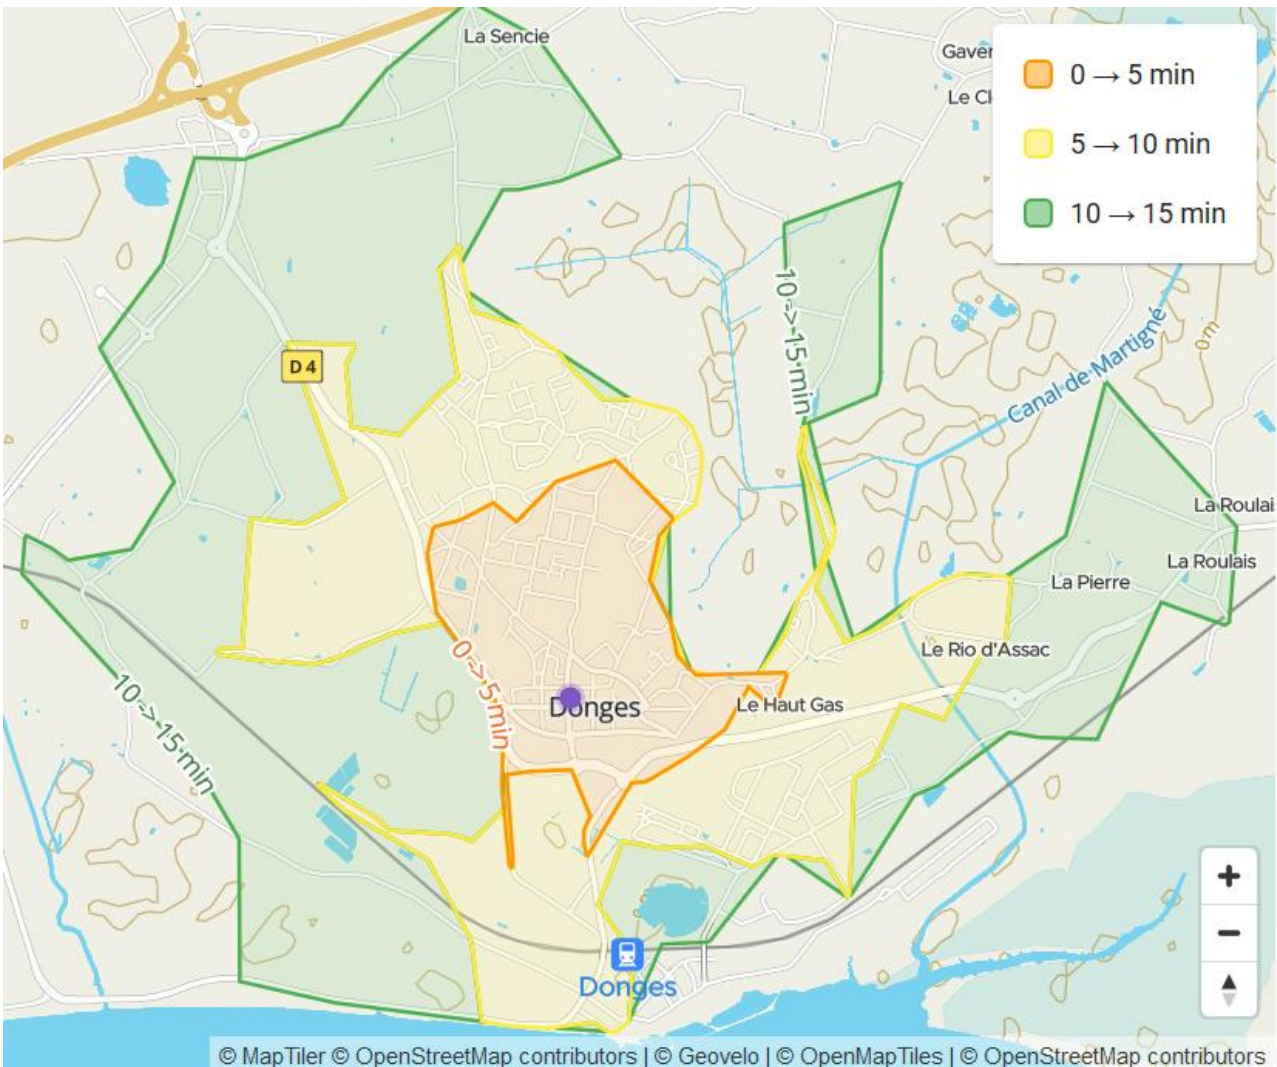 La Sencie
Gaver
Le Cl
0 → 5 min
5 → 10 min
10 → 15 min
10 -> 15 min
Canal de Martigné
0 m
D 4
La Roulai
La Roulais
La Pierre
Le Rio d'Assac
0 -> 5 min
Donges
Le Haut Gas
10 -> 15 min
Donges
© MapTiler © OpenStreetMap contributors | © Geovelo | © OpenMapTiles | © OpenStreetMap contributors